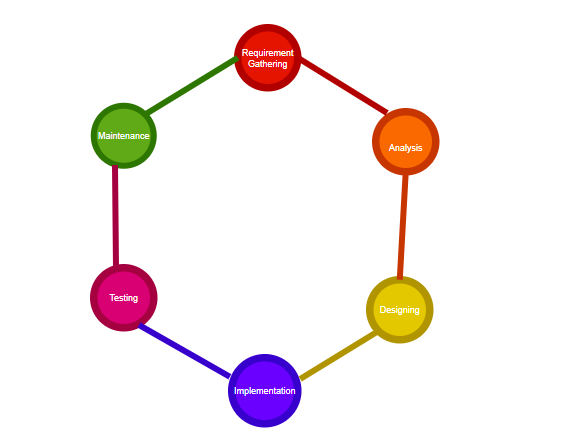 Requirement
Gathering
Maintenance
Analysis
Testing
Designing
Implementation